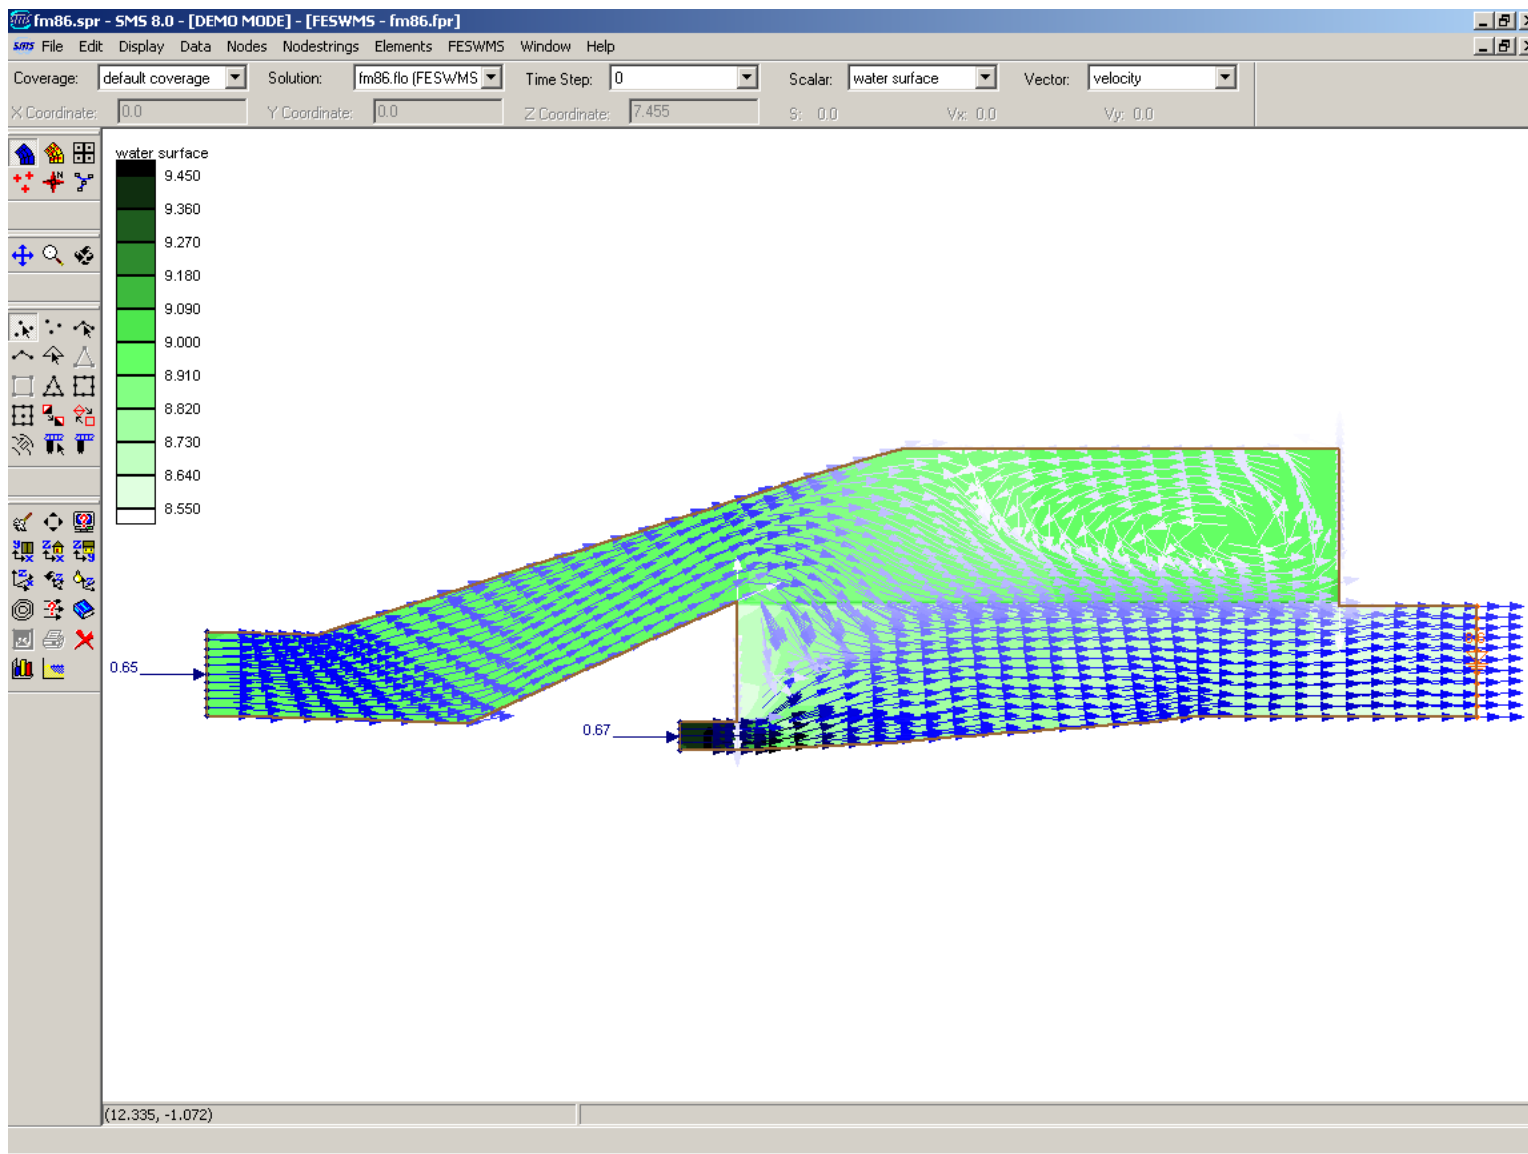 fm86.spr - SMS 8.0 - [DEMO MODE] - [FESWMS - fm86.fpr]
sms File Edit Display Data Nodes Nodestrings Elements FESWMS Window Help
Coverage: default coverage Solution: fm86.flo (FESWMS Time Step: 0 Scalar: water surface Vector: velocity
X Coordinate: 0.0 Y Coordinate: 0.0 Z Coordinate: 7.455 S: 0.0 Vx: 0.0 Vy: 0.0
water surface
9.450
9.360
9.270
9.180
9.090
9.000
8.910
8.820
8.730
8.640
8.550
0.65
0.67
(12.335, -1.072)